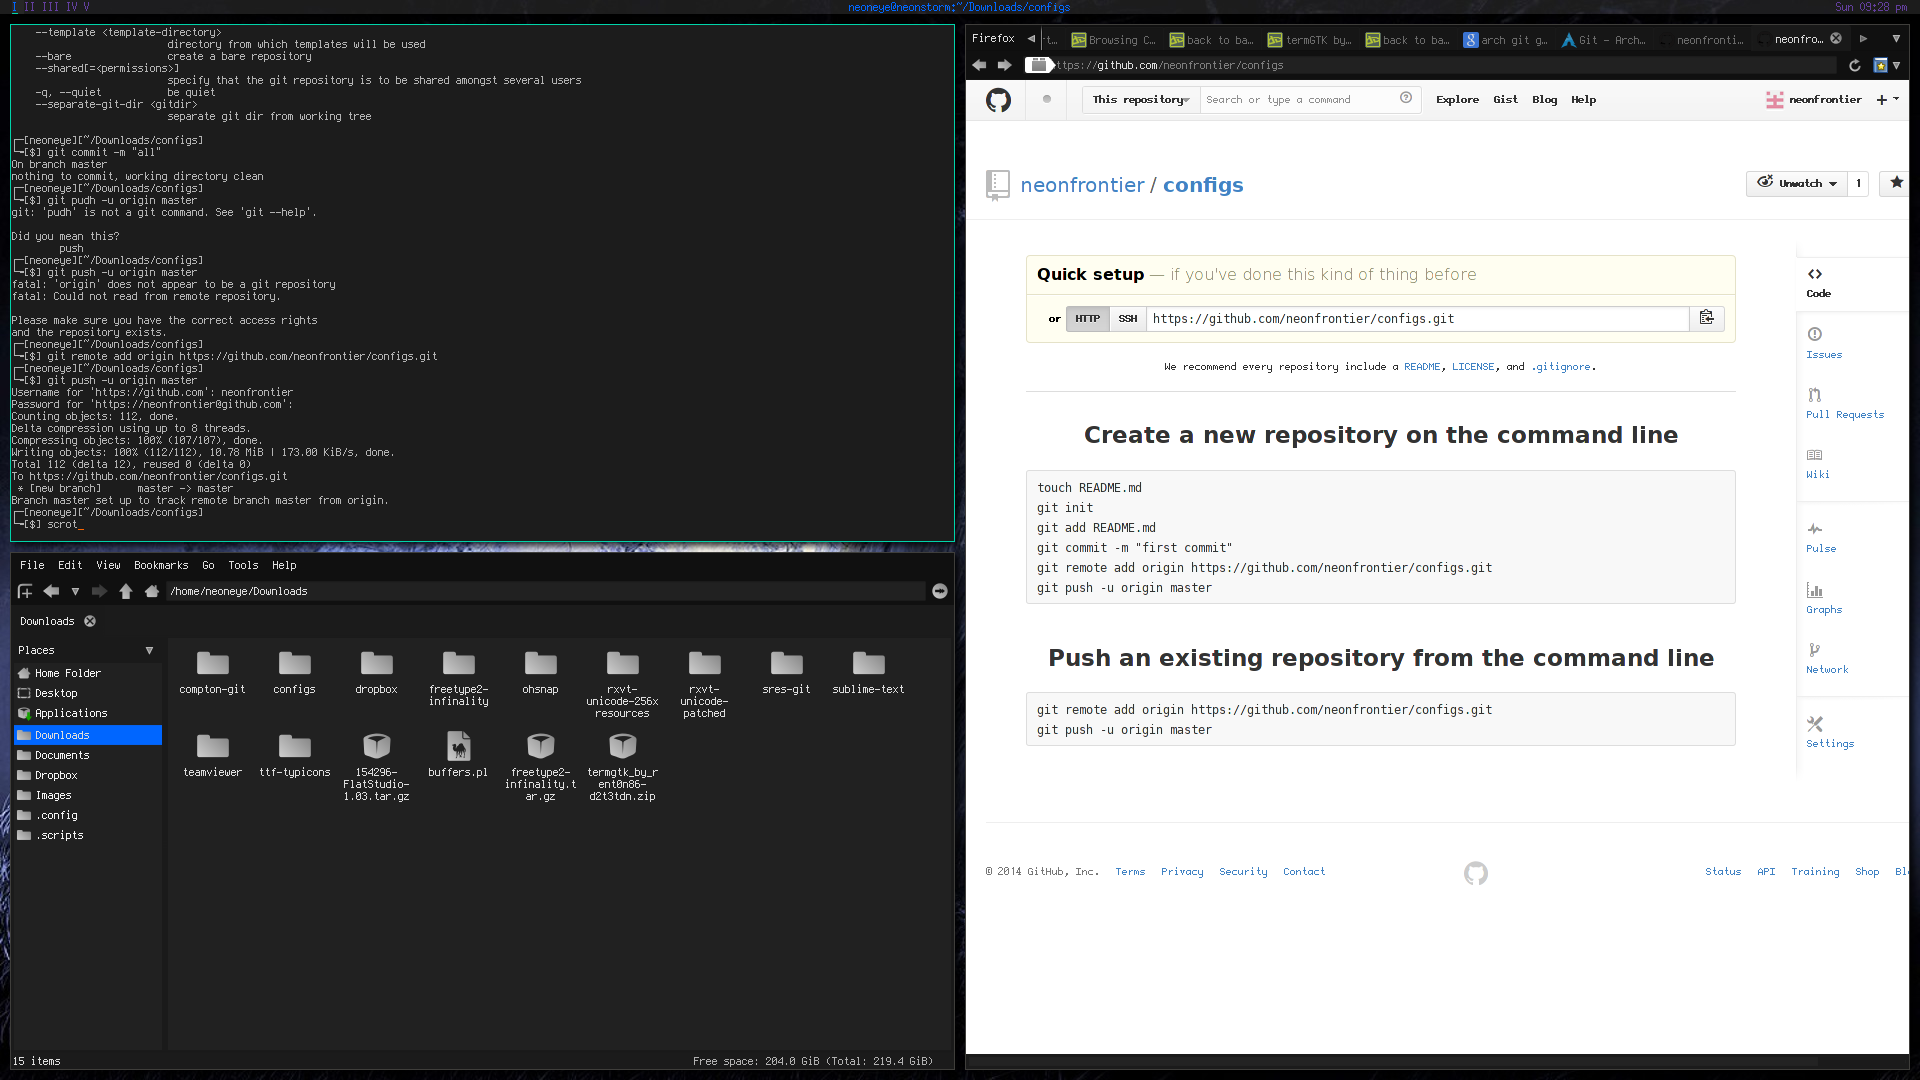 I II III IV V
neoneye@neonstorm:~/Downloads/configs
Sun 09:28 pm
--template <template-directory>
directory from which templates will be used
--bare create a bare repository
--shared[=<permissions>]
specify that the git repository is to be shared amongst several users
-q, --quiet be quiet
--separate-git-dir <gitdir>
separate git dir from working tree
[neoneye][~/Downloads/configs]
[$] git commit -m "all"
On branch master
nothing to commit, working directory clean
[neoneye][~/Downloads/configs]
[$] git pudh -u origin master
git: 'pudh' is not a git command. See 'git --help'.
Did you mean this?
push
[neoneye][~/Downloads/configs]
[$] git push -u origin master
fatal: 'origin' does not appear to be a git repository
fatal: Could not read from remote repository.
Please make sure you have the correct access rights
and the repository exists.
[neoneye][~/Downloads/configs]
[$] git remote add origin https://github.com/neonfrontier/configs.git
[neoneye][~/Downloads/configs]
[$] git push -u origin master
Username for 'https://github.com': neonfrontier
Password for 'https://neonfrontier@github.com':
Counting objects: 112, done.
Delta compression using up to 8 threads.
Compressing objects: 100% (107/107), done.
Writing objects: 100% (112/112), 10.78 MiB | 173.00 KiB/s, done.
Total 112 (delta 12), reused 0 (delta 0)
To https://github.com/neonfrontier/configs.git
* [new branch] master -> master
Branch master set up to track remote branch master from origin.
[neoneye][~/Downloads/configs]
[$] scrot_
File Edit View Bookmarks Go Tools Help
/home/neoneye/Downloads
Downloads
Places
Home Folder
Desktop
Applications
Downloads
Documents
Dropbox
Images
.config
.scripts
compton-git
configs
dropbox
freetype2-
infinality
ohsnap
rxvt-
unicode-256x
resources
rxvt-
unicode-
patched
sres-git
sublime-text
teamviewer
ttf-typicons
154296-
FlatStudio-
1.03.tar.gz
buffers.pl
freetype2-
infinality.t
ar.gz
termgtk_by_r
ent0n86-
d2t3tdn.zip
15 items
Free space: 204.0 GiB (Total: 219.4 GiB)
Firefox
-t… Browsing C… back to ba… termGTK by… back to ba… arch git g… Git - Arch… neonfronti… neonfro…
ttps://github.com/neonfrontier/configs
This repository Search or type a command Explore Gist Blog Help neonfrontier
neonfrontier / configs
Unwatch 1
Quick setup — if you've done this kind of thing before
or HTTP SSH https://github.com/neonfrontier/configs.git
We recommend every repository include a README, LICENSE, and .gitignore.
Create a new repository on the command line
touch README.md
git init
git add README.md
git commit -m "first commit"
git remote add origin https://github.com/neonfrontier/configs.git
git push -u origin master
Push an existing repository from the command line
git remote add origin https://github.com/neonfrontier/configs.git
git push -u origin master
Code
Issues
Pull Requests
Wiki
Pulse
Graphs
Network
Settings
© 2014 GitHub, Inc. Terms Privacy Security Contact
Status API Training Shop Bl